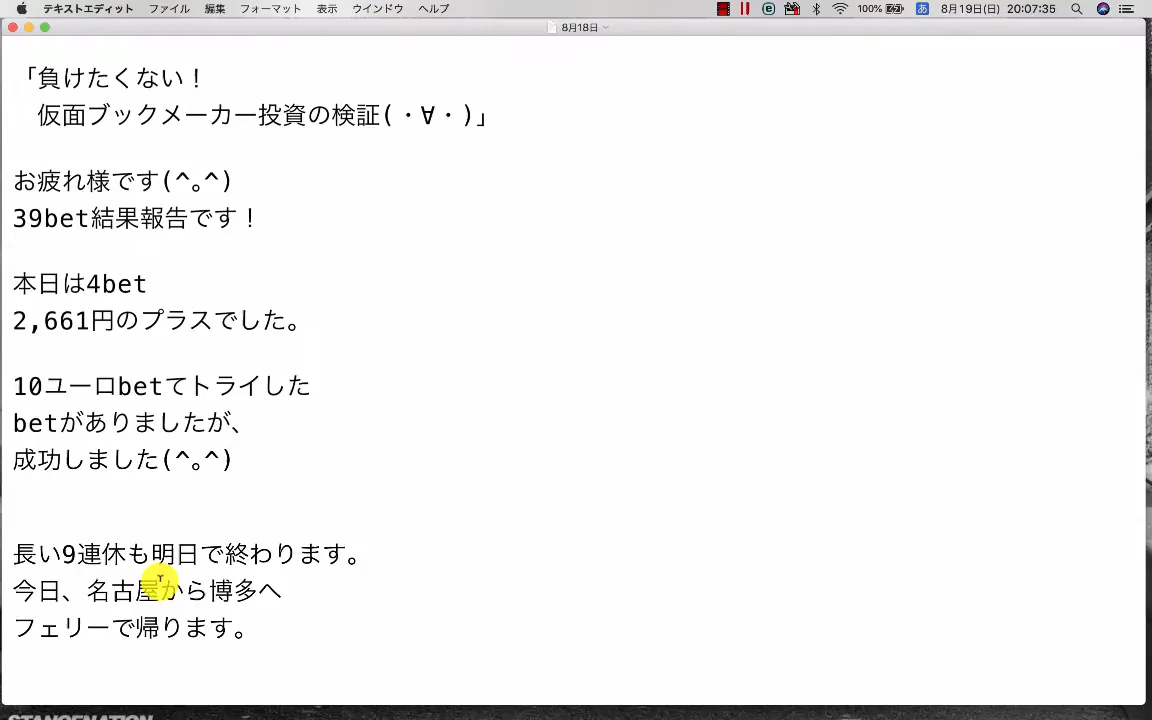 テキストエディット ファイル 編集 フォーマット 表示 ウインドウ ヘルプ 100% あ 8月19日(日) 20:07:35
8月18日
「負けたくない！
仮面ブックメーカー投資の検証(・∀・)」
お疲れ様です(^｡^)
39bet結果報告です！
本日は4bet
2,661円のプラスでした。
10ユーロbetてトライした
betがありましたが、
成功しました(^｡^)
長い9連休も明日で終わります。
今日、名古屋から博多へ
フェリーで帰ります。
STANCENATION